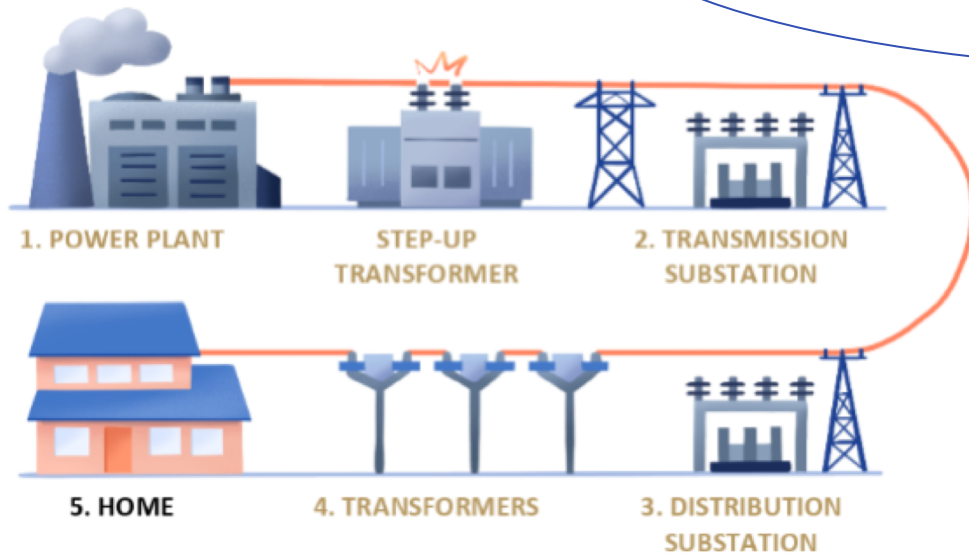 1. POWER PLANT
STEP-UP
TRANSFORMER
2. TRANSMISSION
SUBSTATION
5. HOME
4. TRANSFORMERS
3. DISTRIBUTION
SUBSTATION